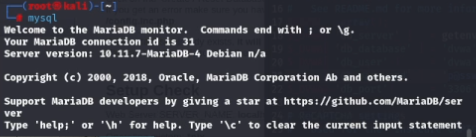 ┌──(root㉿kali)-[~]
└─# mysql
Welcome to the MariaDB monitor.  Commands end with ; or \g.
Your MariaDB connection id is 31
Server version: 10.11.7-MariaDB-4 Debian n/a

Copyright (c) 2000, 2018, Oracle, MariaDB Corporation Ab and others.

Support MariaDB developers by giving a star at https://github.com/MariaDB/ser
ver
Type 'help;' or '\h' for help. Type '\c' to clear the current input statement